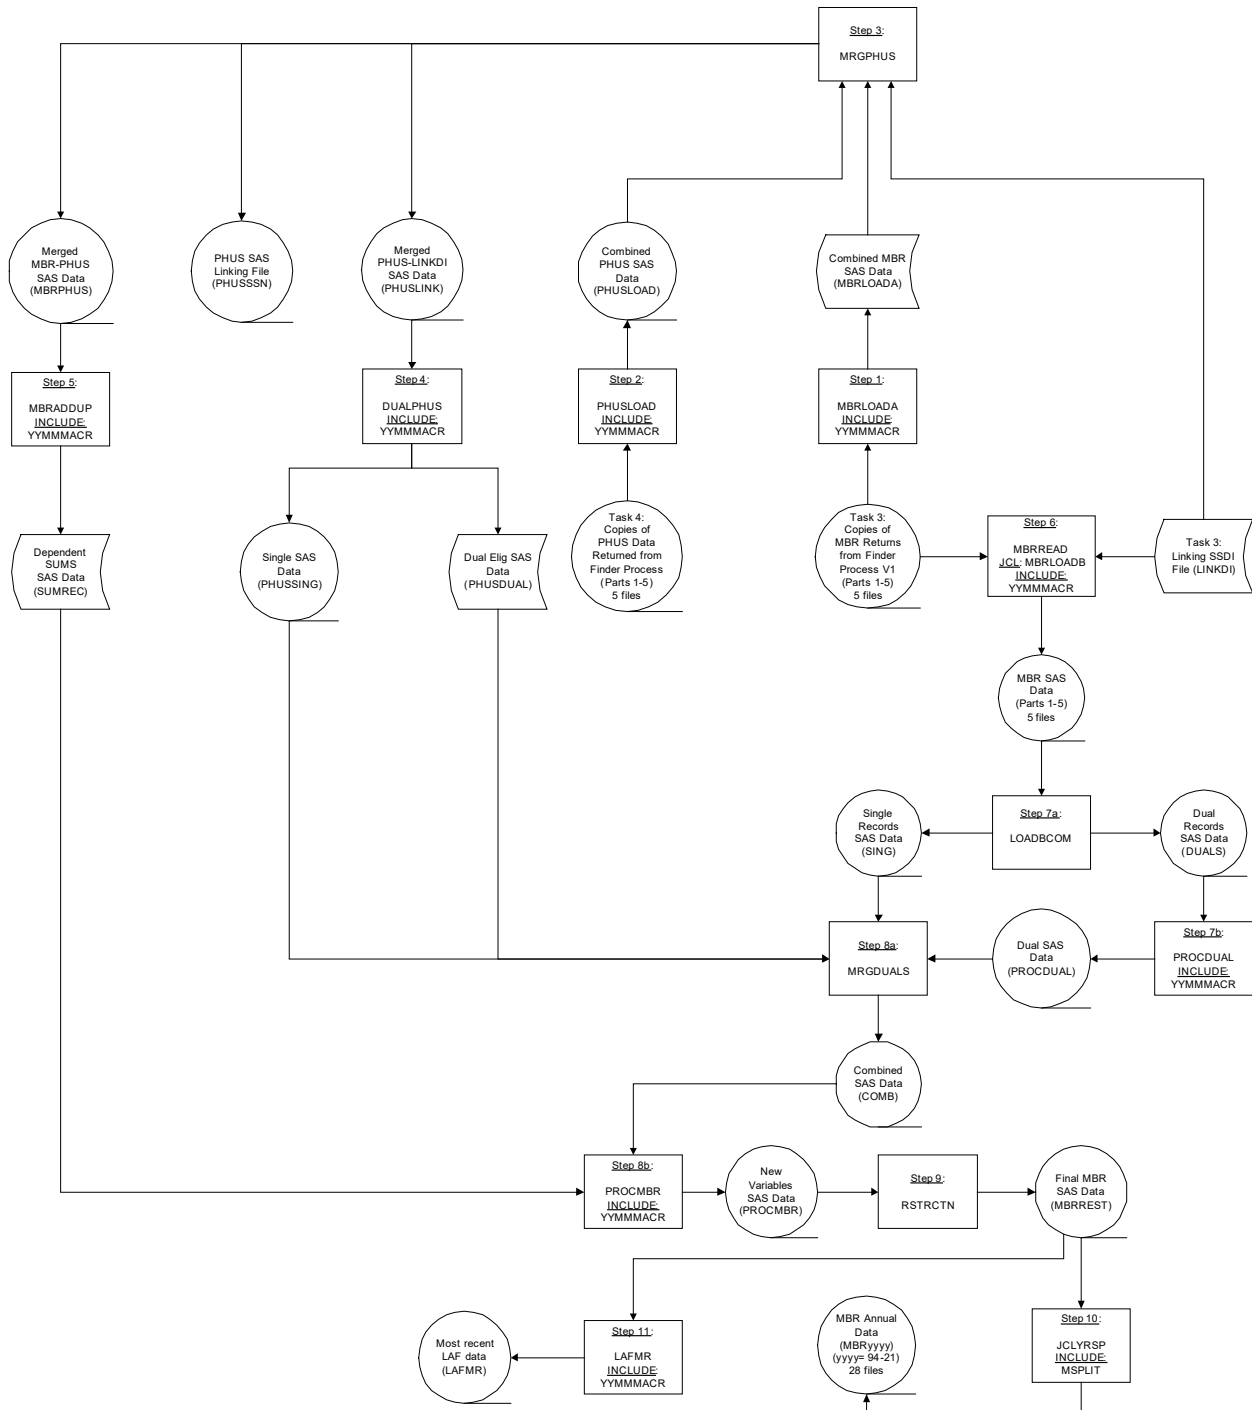 Step 3:
MRGPHUS
Merged
MBR-PHUS
SAS Data
(MBRPHUS)
PHUS SAS
Linking File
(PHUSSSN)
Merged
PHUS-LINKDI
SAS Data
(PHUSLINK)
Combined
PHUS SAS
Data
(PHUSLOAD)
Combined MBR
SAS Data
(MBRLOADA)
Step 5:
MBRADDUP
INCLUDE:
YYMMMACR
Step 4:
DUALPHUS
INCLUDE:
YYMMMACR
Step 2:
PHUSLOAD
INCLUDE:
YYMMMACR
Step 1:
MBRLOADA
INCLUDE:
YYMMMACR
Dependent
SUMS
SAS Data
(SUMREC)
Single SAS
Data
(PHUSSING)
Dual Elig SAS
Data
(PHUSDUAL)
Task 4:
Copies of
PHUS Data
Returned from
Finder Process
(Parts 1-5)
5 files
Task 3:
Copies of
MBR Returns
from Finder
Process V1
(Parts 1-5)
5 files
Step 6:
MBRREAD
JCL: MBRLOADB
INCLUDE:
YYMMMACR
Task 3:
Linking SSDI
File (LINKDI)
MBR SAS
Data
(Parts 1-5)
5 files
Single
Records
SAS Data
(SING)
Step 7a:
LOADBCOM
Dual
Records
SAS Data
(DUALS)
Step 8a:
MRGDUALS
Dual SAS
Data
(PROCDUAL)
Step 7b:
PROCDUAL
INCLUDE:
YYMMMACR
Combined
SAS Data
(COMB)
Step 8b:
PROCMBR
INCLUDE:
YYMMMACR
New
Variables
SAS Data
(PROCMBR)
Step 9:
RSTRCTN
Final MBR
SAS Data
(MBRREST)
Most recent
LAF data
(LAFMR)
Step 11:
LAFMR
INCLUDE:
YYMMMACR
MBR Annual
Data
(MBRyyyy)
(yyyy= 94-21)
28 files
Step 10:
JCLYRSP
INCLUDE:
MSPLIT